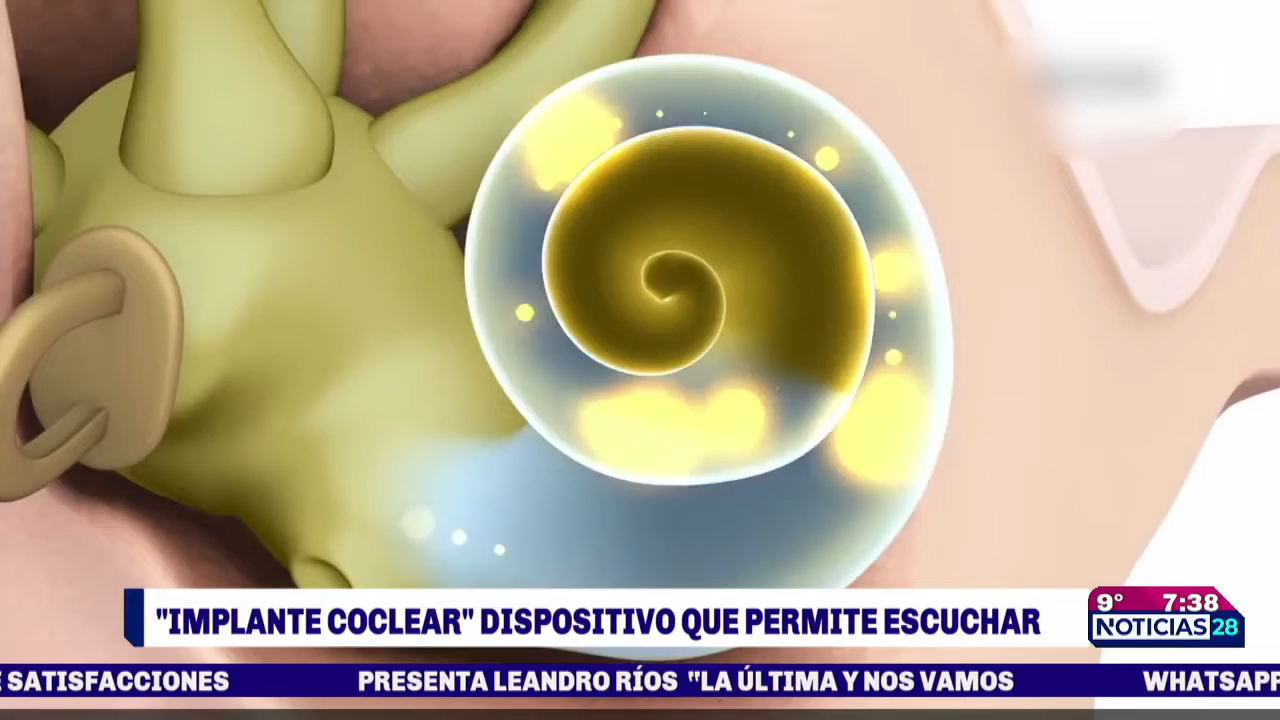 "IMPLANTE COCLEAR" DISPOSITIVO QUE PERMITE ESCUCHAR
9° 7:38
NOTICIAS 28
SATISFACCIONES PRESENTA LEANDRO RÍOS "LA ÚLTIMA Y NOS VAMOS WHATSAPP